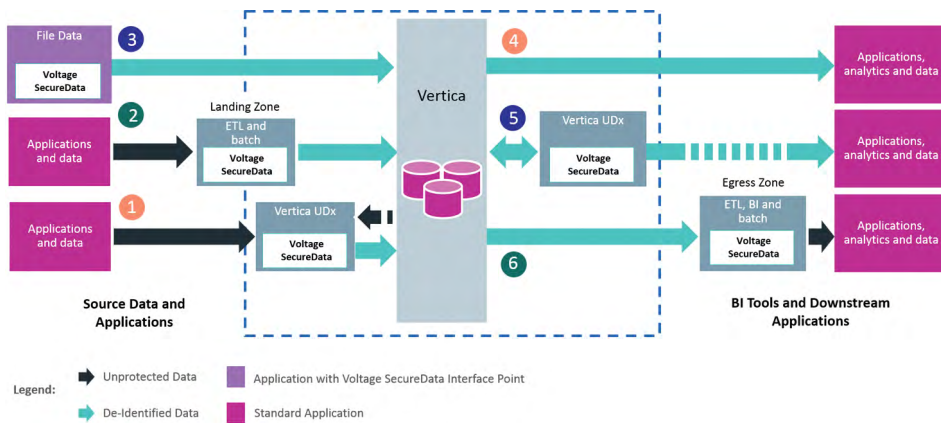 File Data
Voltage
SecureData
3
4
Applications,
analytics and data
2
Applications
and data
Landing Zone
ETL and
batch
Voltage
SecureData
Vertica
5
Vertica UDx
Voltage
SecureData
Applications,
analytics and data
1
Applications
and data
Vertica UDx
Voltage
SecureData
6
Egress Zone
ETL, BI and
batch
Voltage
SecureData
Applications,
analytics and data
Source Data and
Applications
BI Tools and Downstream
Applications
Legend:
Unprotected Data
Application with Voltage SecureData Interface Point
De-Identified Data
Standard Application